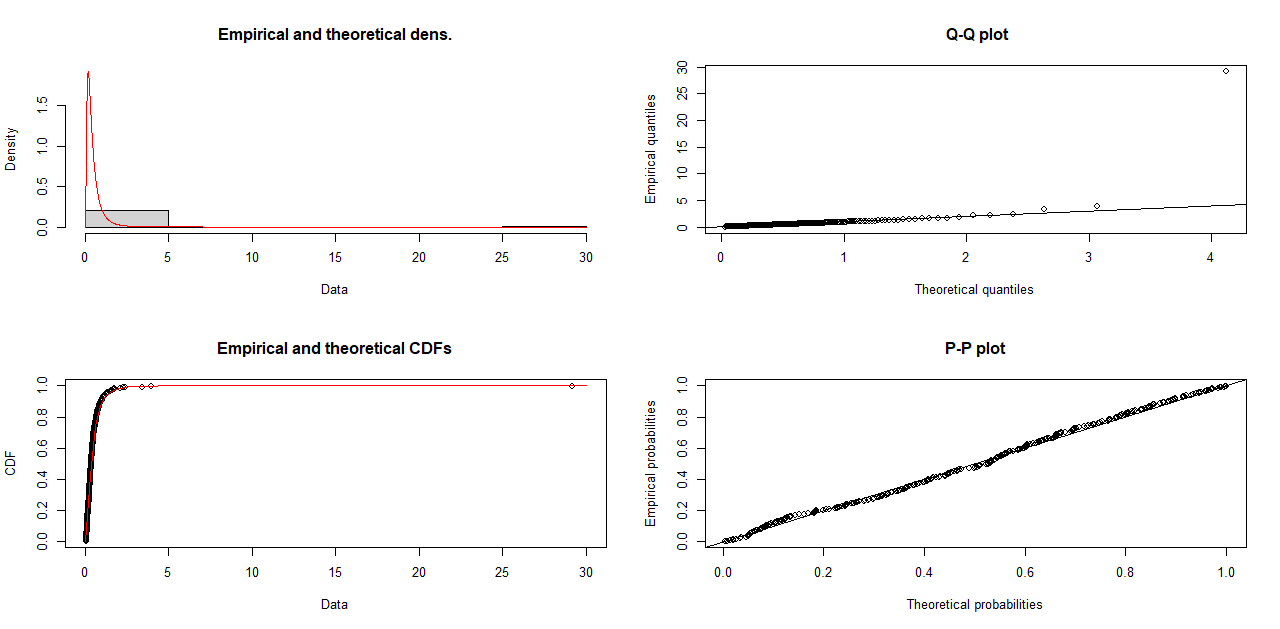 Empirical and theoretical dens.
Density
0.0 0.5 1.0 1.5
0 5 10 15 20 25 30
Data
Q-Q plot
Empirical quantiles
0 5 10 15 20 25 30
0 1 2 3 4
Theoretical quantiles
Empirical and theoretical CDFs
CDF
0.0 0.2 0.4 0.6 0.8 1.0
0 5 10 15 20 25 30
Data
P-P plot
Empirical probabilities
0.0 0.2 0.4 0.6 0.8 1.0
0.0 0.2 0.4 0.6 0.8 1.0
Theoretical probabilities